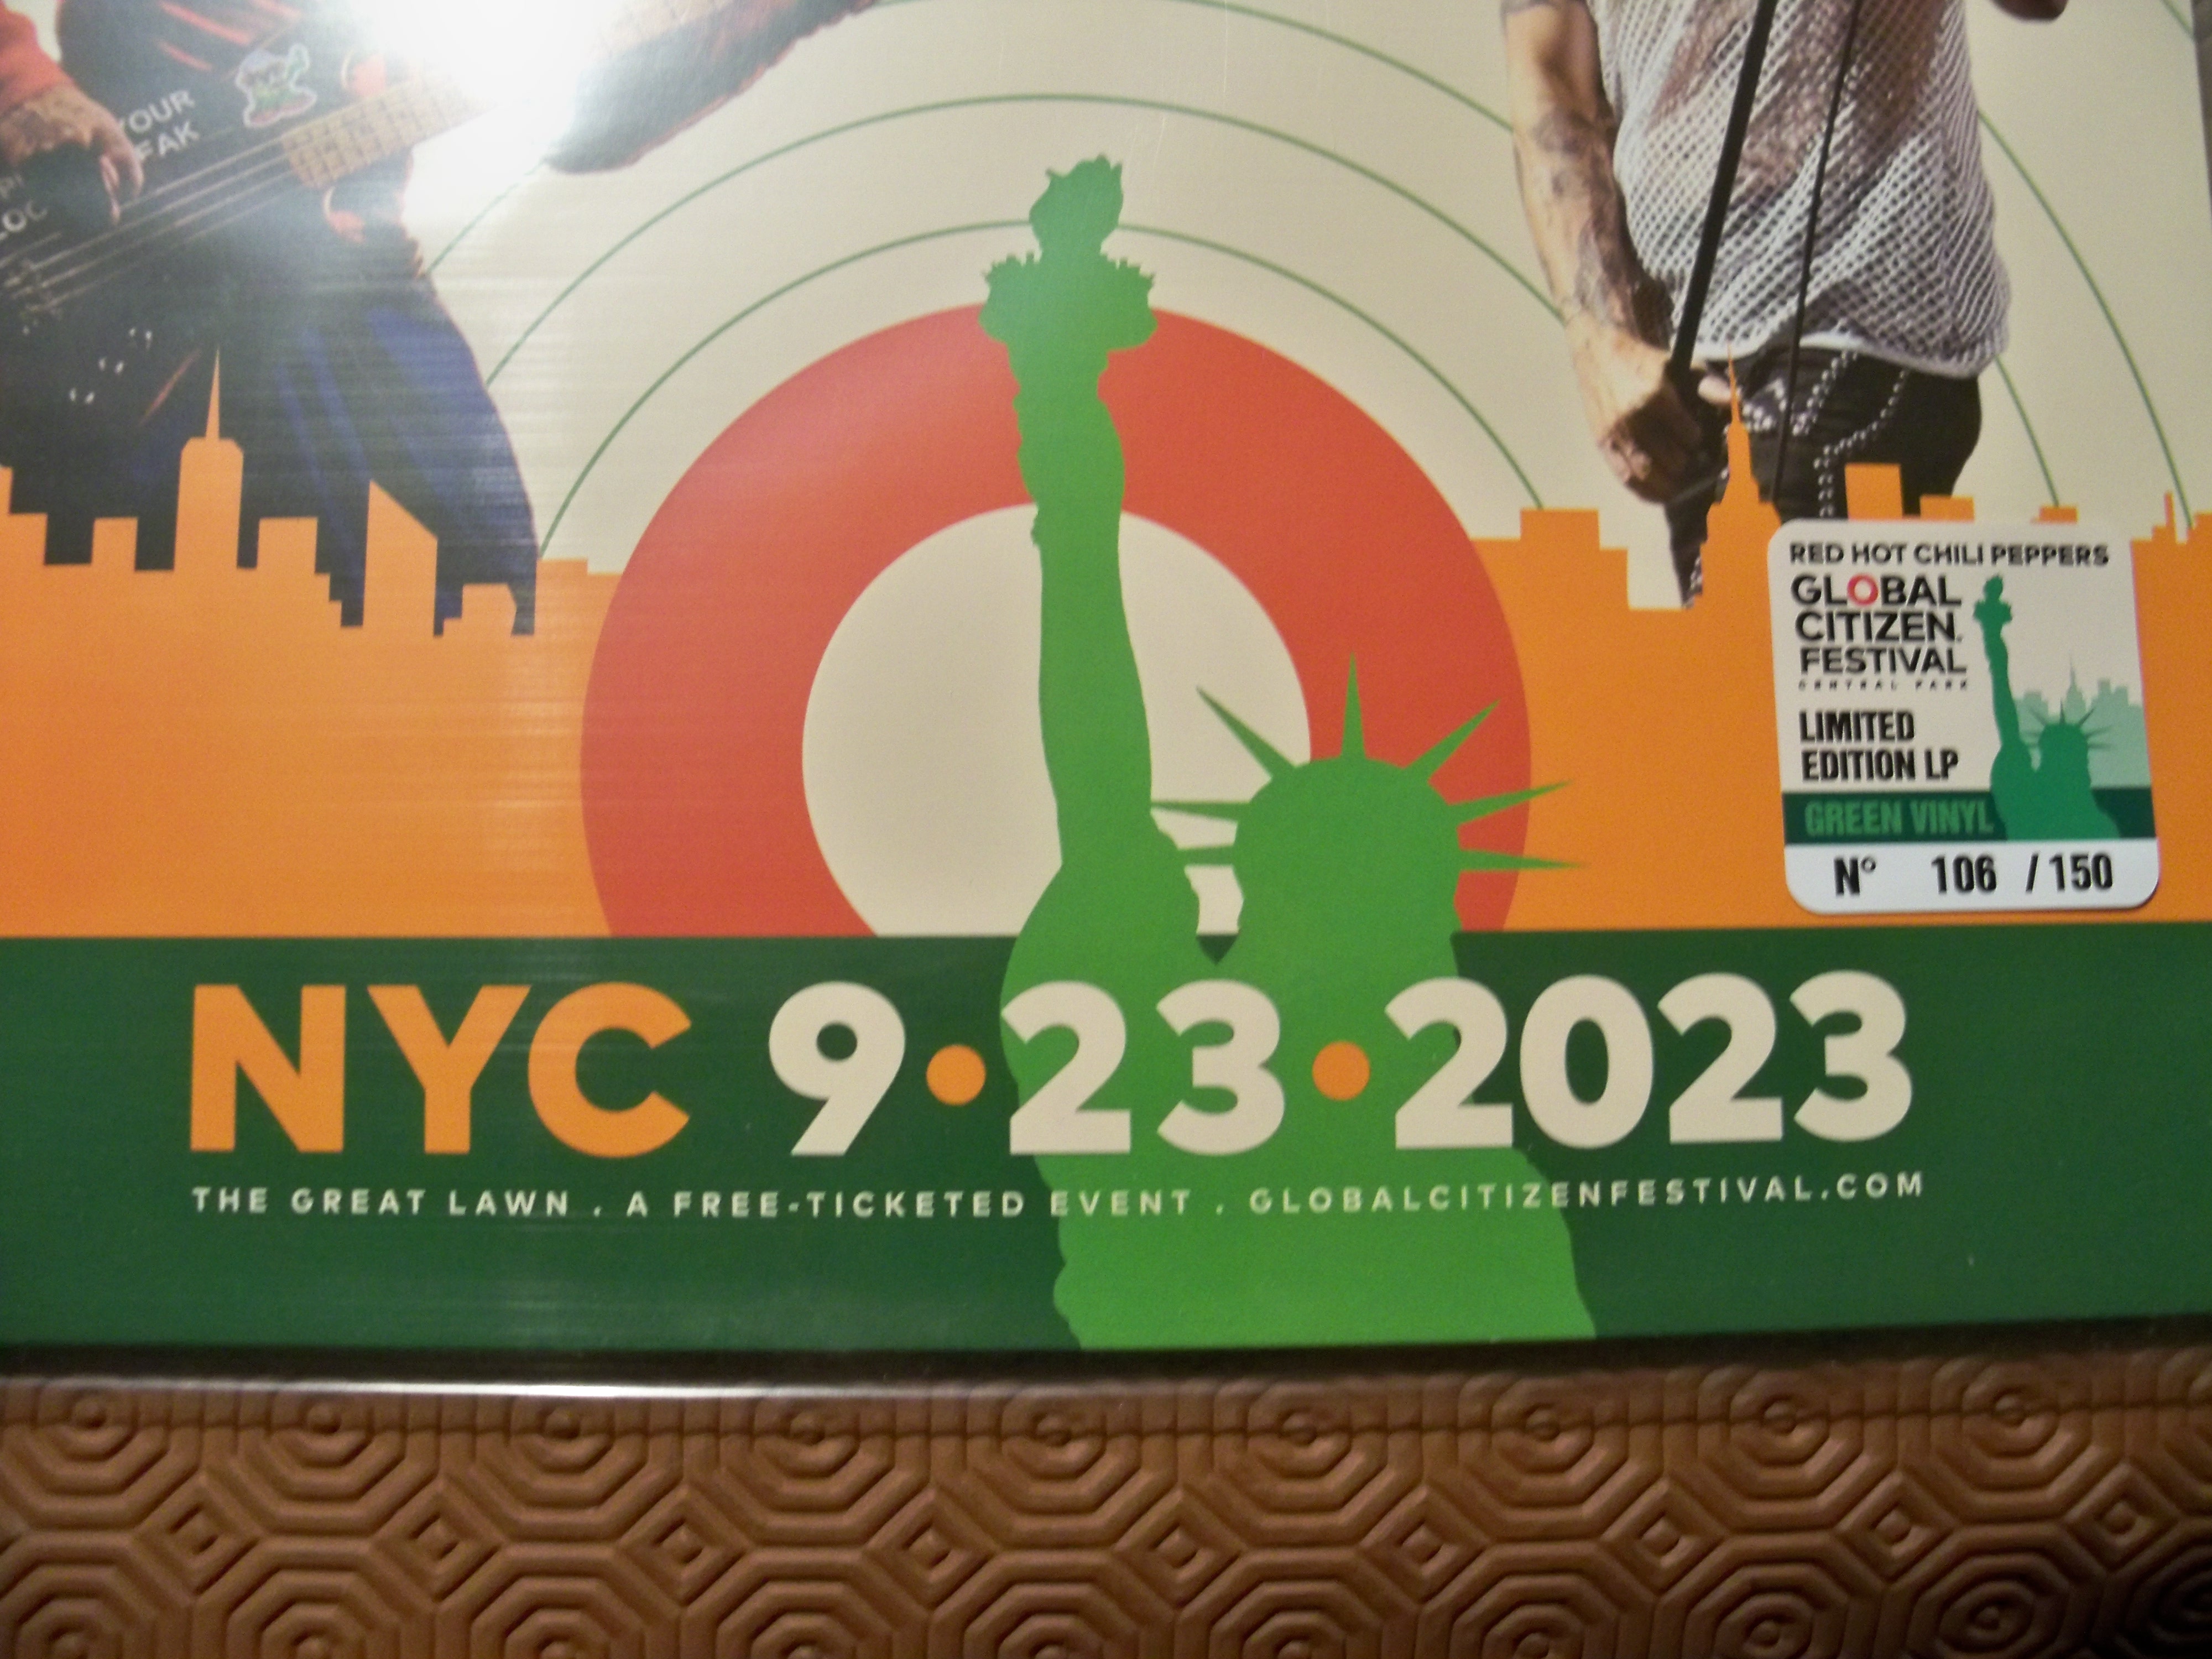 YOUR
RED HOT CHILI PEPPERS
GLOBAL
CITIZEN.
FESTIVAL
CENTRAL PARK
LIMITED
EDITION LP
GREEN VINYL
N° 106 / 150
NYC 9•23•2023
THE GREAT LAWN . A FREE-TICKETED EVENT . GLOBALCITIZENFESTIVAL.COM